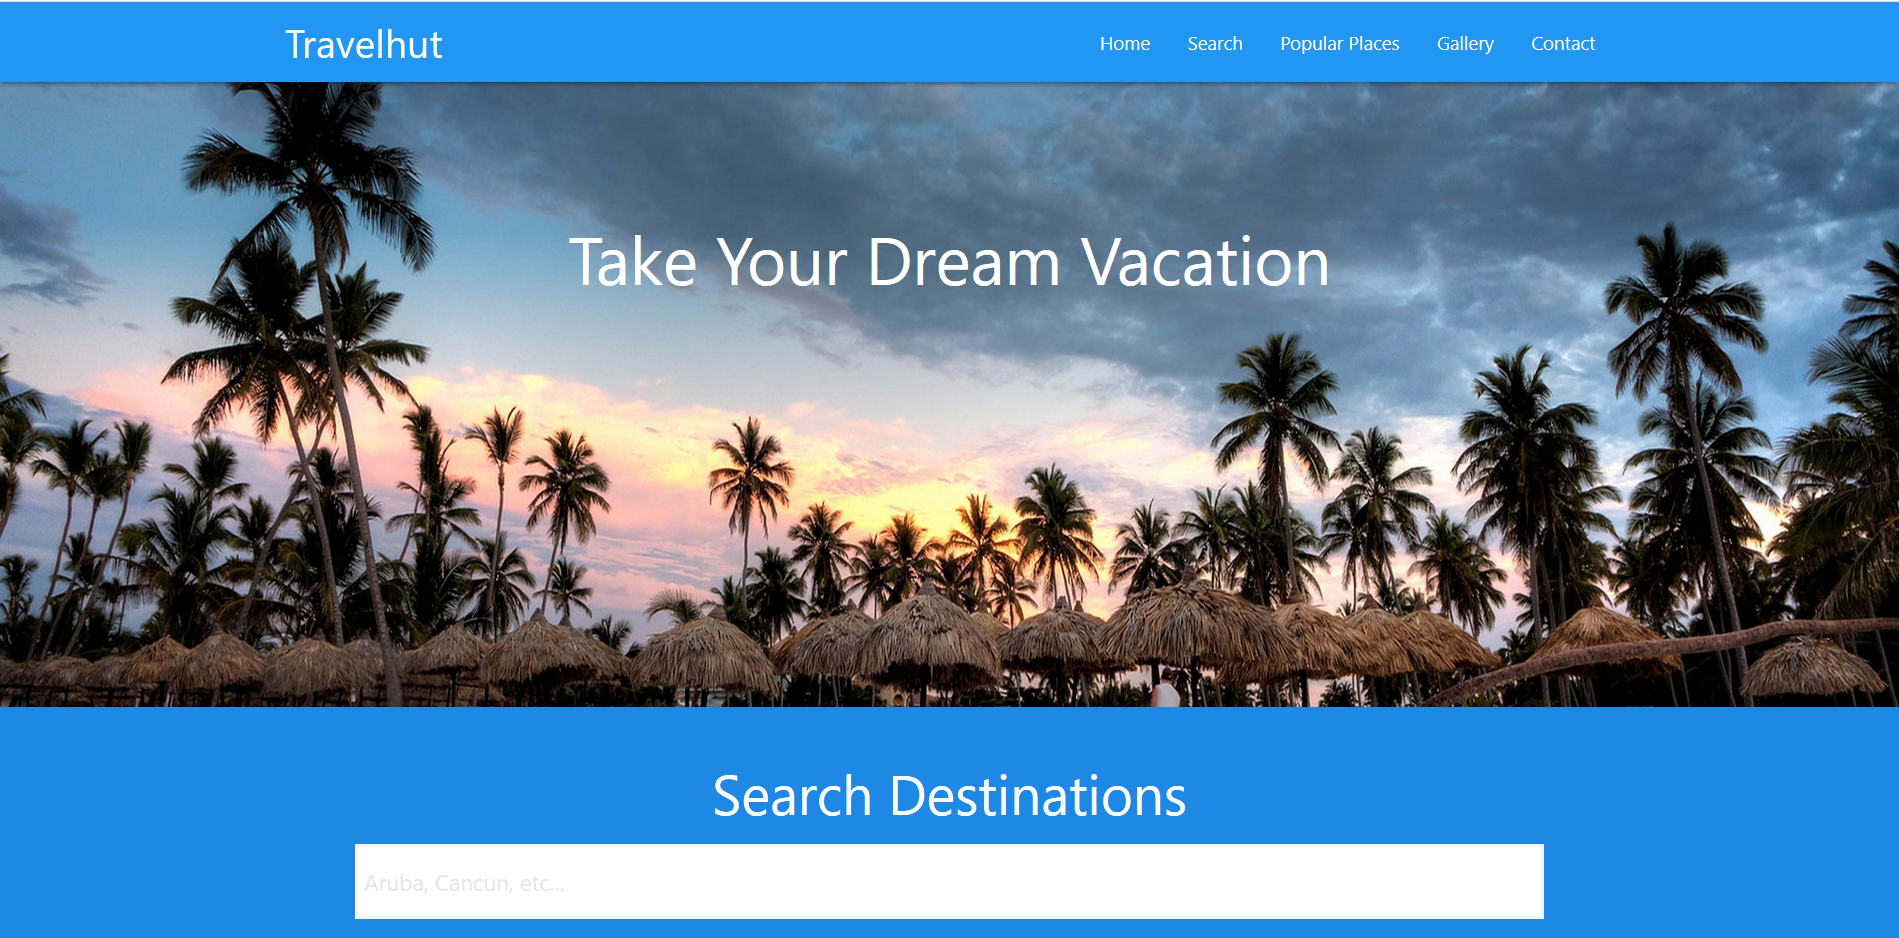 Travelhut
Home Search Popular Places Gallery Contact
Take Your Dream Vacation
Search Destinations
Aruba, Cancun, etc...